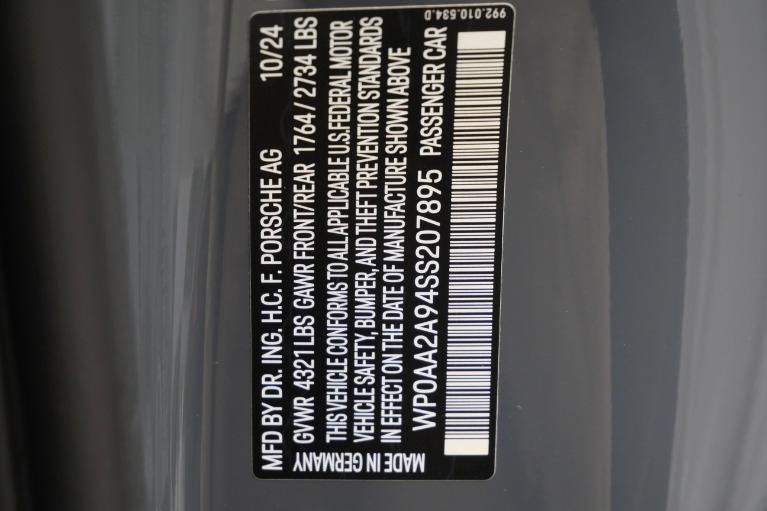 MFD BY DR. ING. H.C. F. PORSCHE AG 10/24
GVWR 4321 LBS GAWR FRONT/REAR 1764 / 2734 LBS
THIS VEHICLE CONFORMS TO ALL APPLICABLE U.S.FEDERAL MOTOR
VEHICLE SAFETY, BUMPER, AND THEFT PREVENTION STANDARDS
IN EFFECT ON THE DATE OF MANUFACTURE SHOWN ABOVE
MADE IN GERMANY
WP0AA2A94SS207895 PASSENGER CAR
992.010.534.D